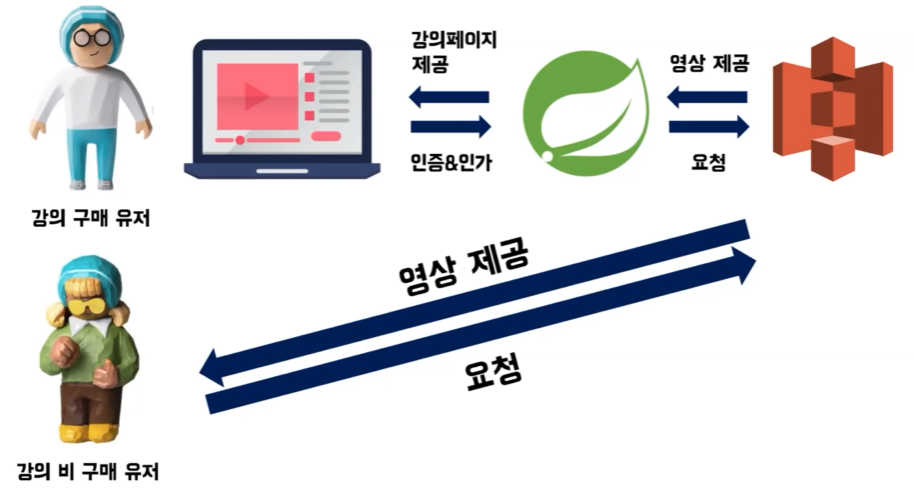 강의페이지
제공
영상 제공
인증&인가
요청
강의 구매 유저
영상 제공
요청
강의 비 구매 유저